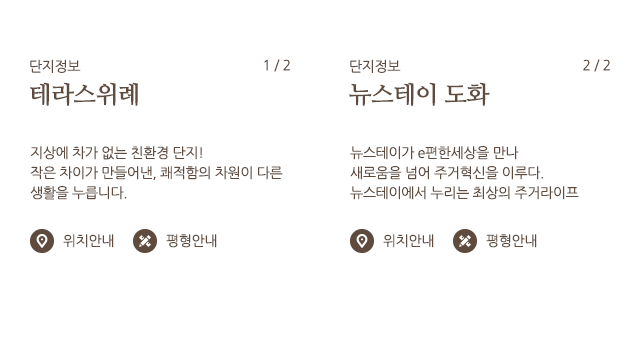 단지정보 1 / 2
테라스위례
지상에 차가 없는 친환경 단지!
작은 차이가 만들어낸, 쾌적함의 차원이 다른
생활을 누릅니다.
위치안내 평형안내
단지정보 2 / 2
뉴스테이 도화
뉴스테이가 e편한세상을 만나
새로움을 넘어 주거혁신을 이루다.
뉴스테이에서 누리는 최상의 주거라이프
위치안내 평형안내